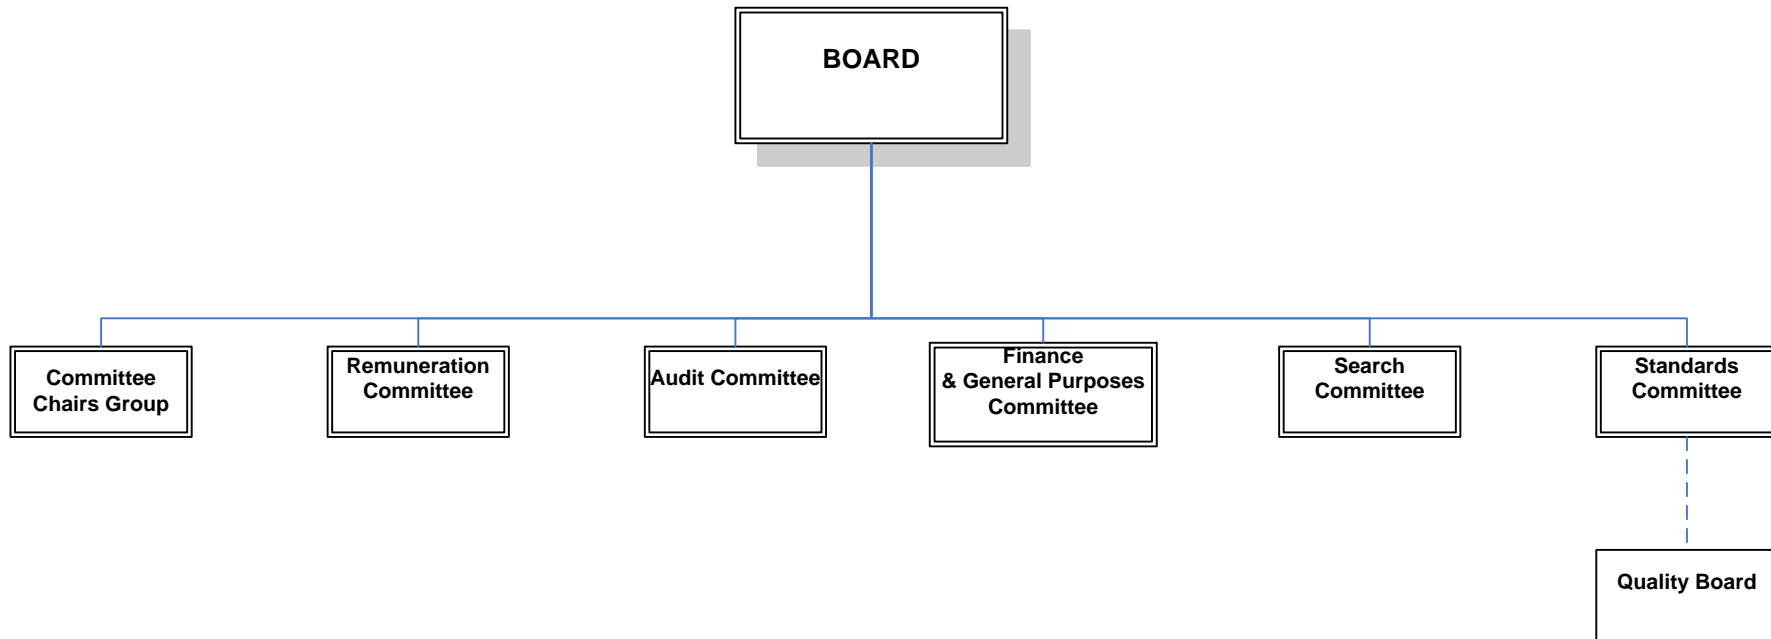 BOARD
Committee
Chairs Group
Remuneration
Committee
Audit Committee
Finance
& General Purposes
Committee
Search
Committee
Standards
Committee
Quality Board